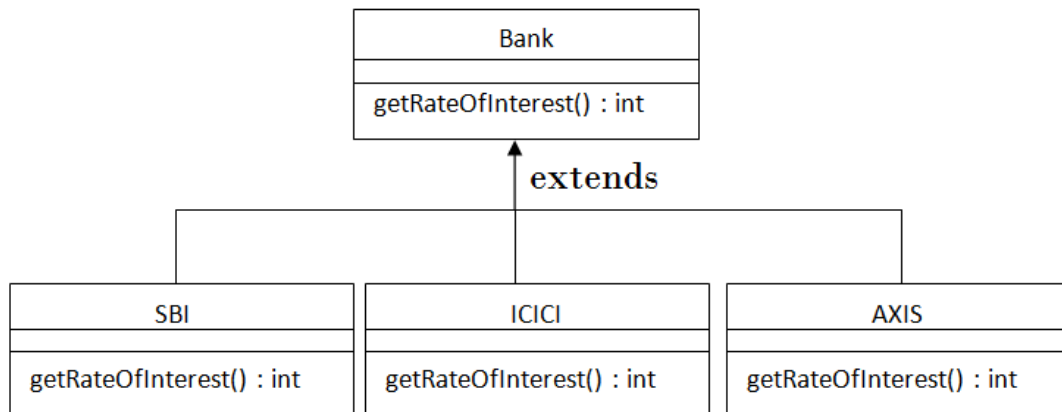 Bank
getRateOfInterest() : int
extends
SBI
ICICI
AXIS
getRateOfInterest() : int
getRateOfInterest() : int
getRateOfInterest() : int